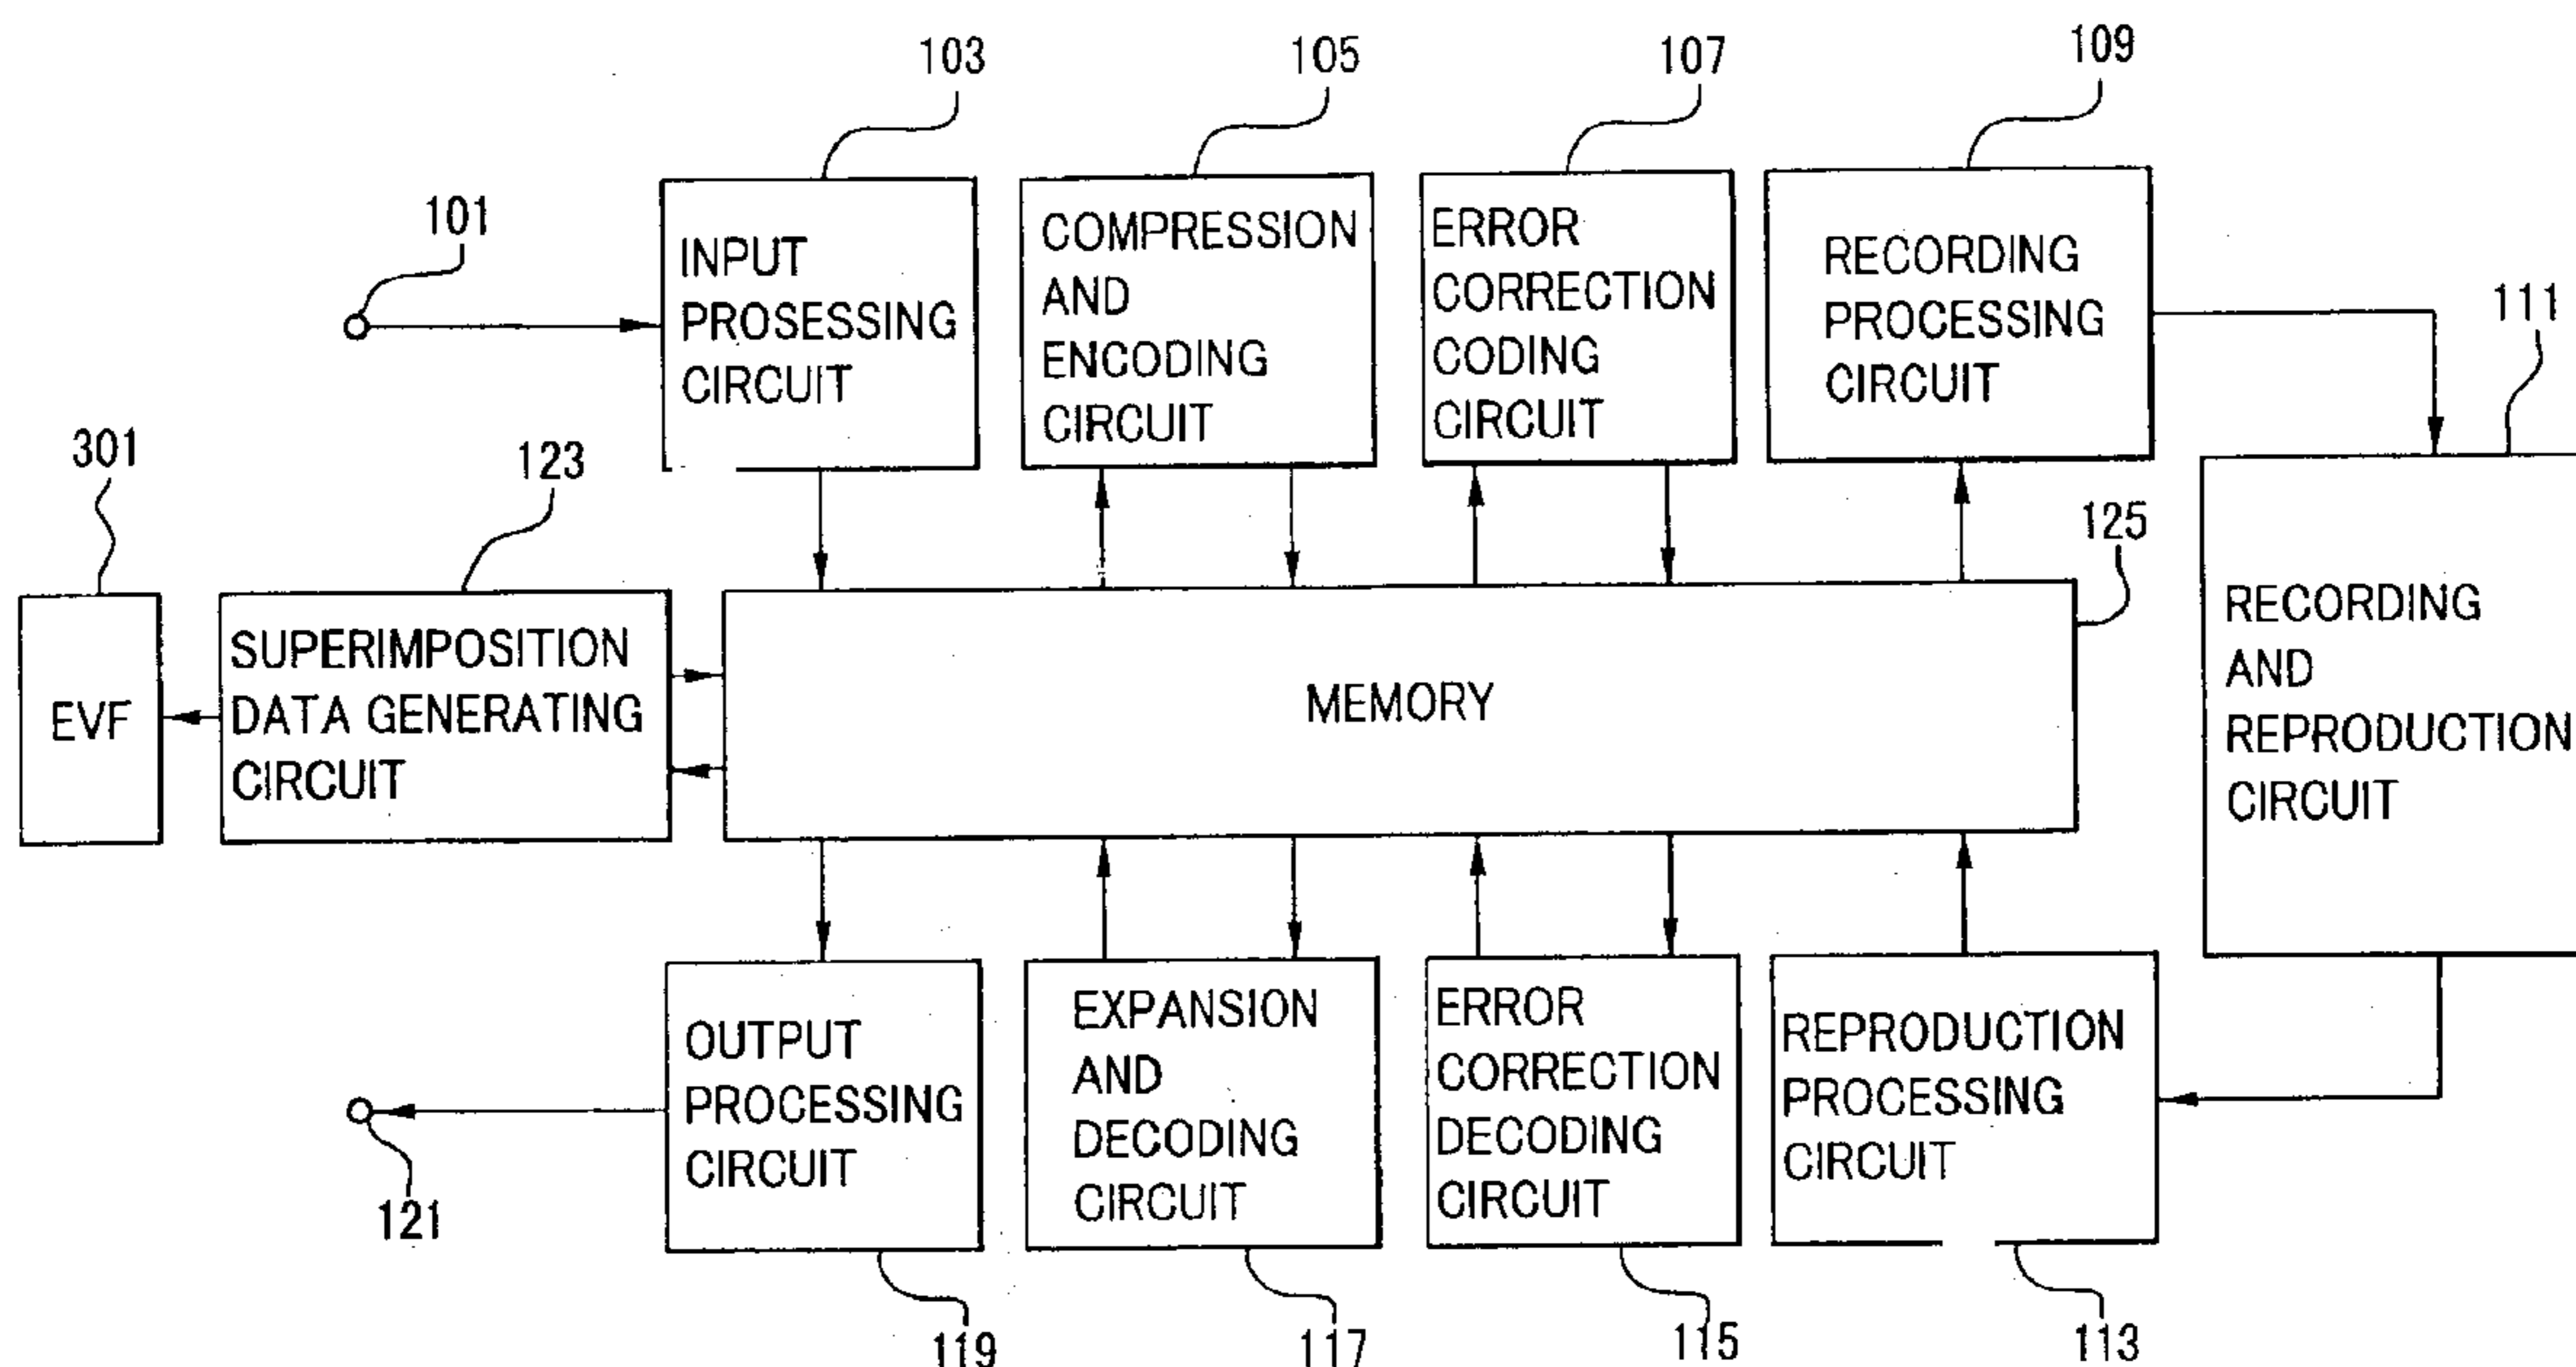 103
105
107
109
101
INPUT
PROSESSING
CIRCUIT
COMPRESSION
AND
ENCODING
CIRCUIT
ERROR
CORRECTION
CODING
CIRCUIT
RECORDING
PROCESSING
CIRCUIT
111
301
123
125
EVF
SUPERIMPOSITION
DATA GENERATING
CIRCUIT
MEMORY
RECORDING
AND
REPRODUCTION
CIRCUIT
OUTPUT
PROCESSING
CIRCUIT
EXPANSION
AND
DECODING
CIRCUIT
ERROR
CORRECTION
DECODING
CIRCUIT
REPRODUCTION
PROCESSING
CIRCUIT
121
119
117
115
113